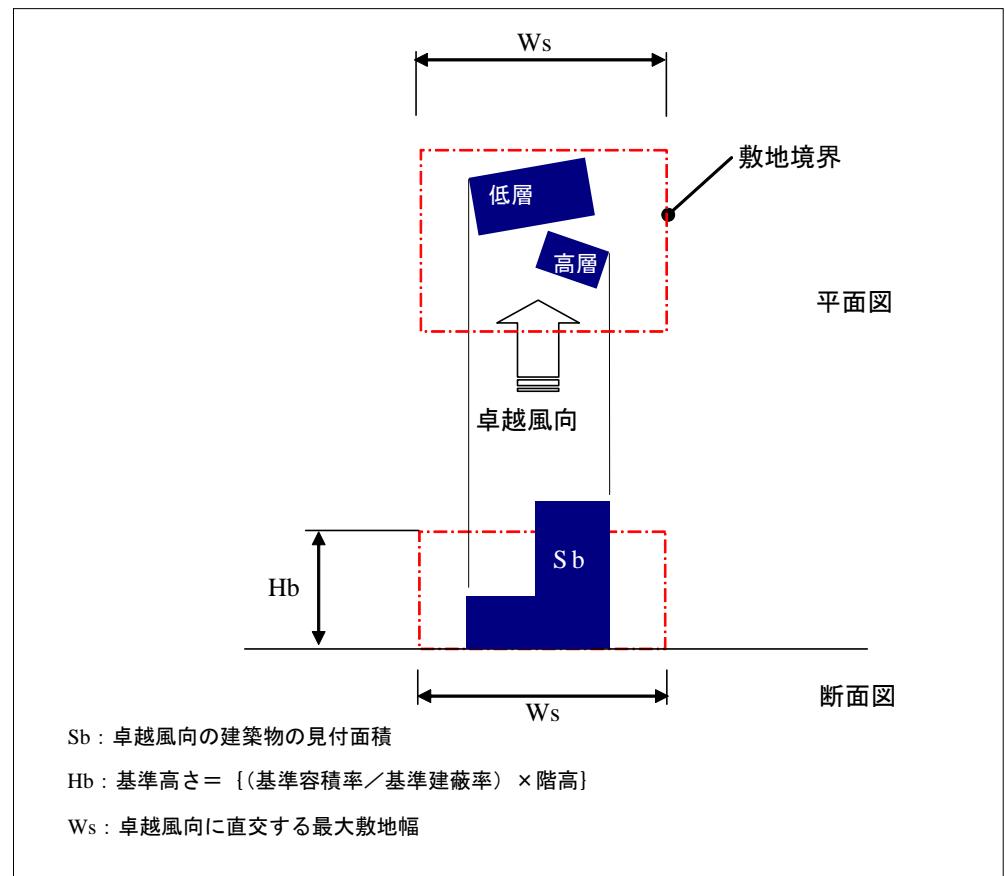 Ws
敷地境界
低層
高層
平面図
卓越風向
Sb
Hb
断面図
Ws
Sb：卓越風向の建築物の見付面積
Hb：基準高さ＝｛（基準容積率／基準建蔽率）×階高｝
Ws：卓越風向に直交する最大敷地幅